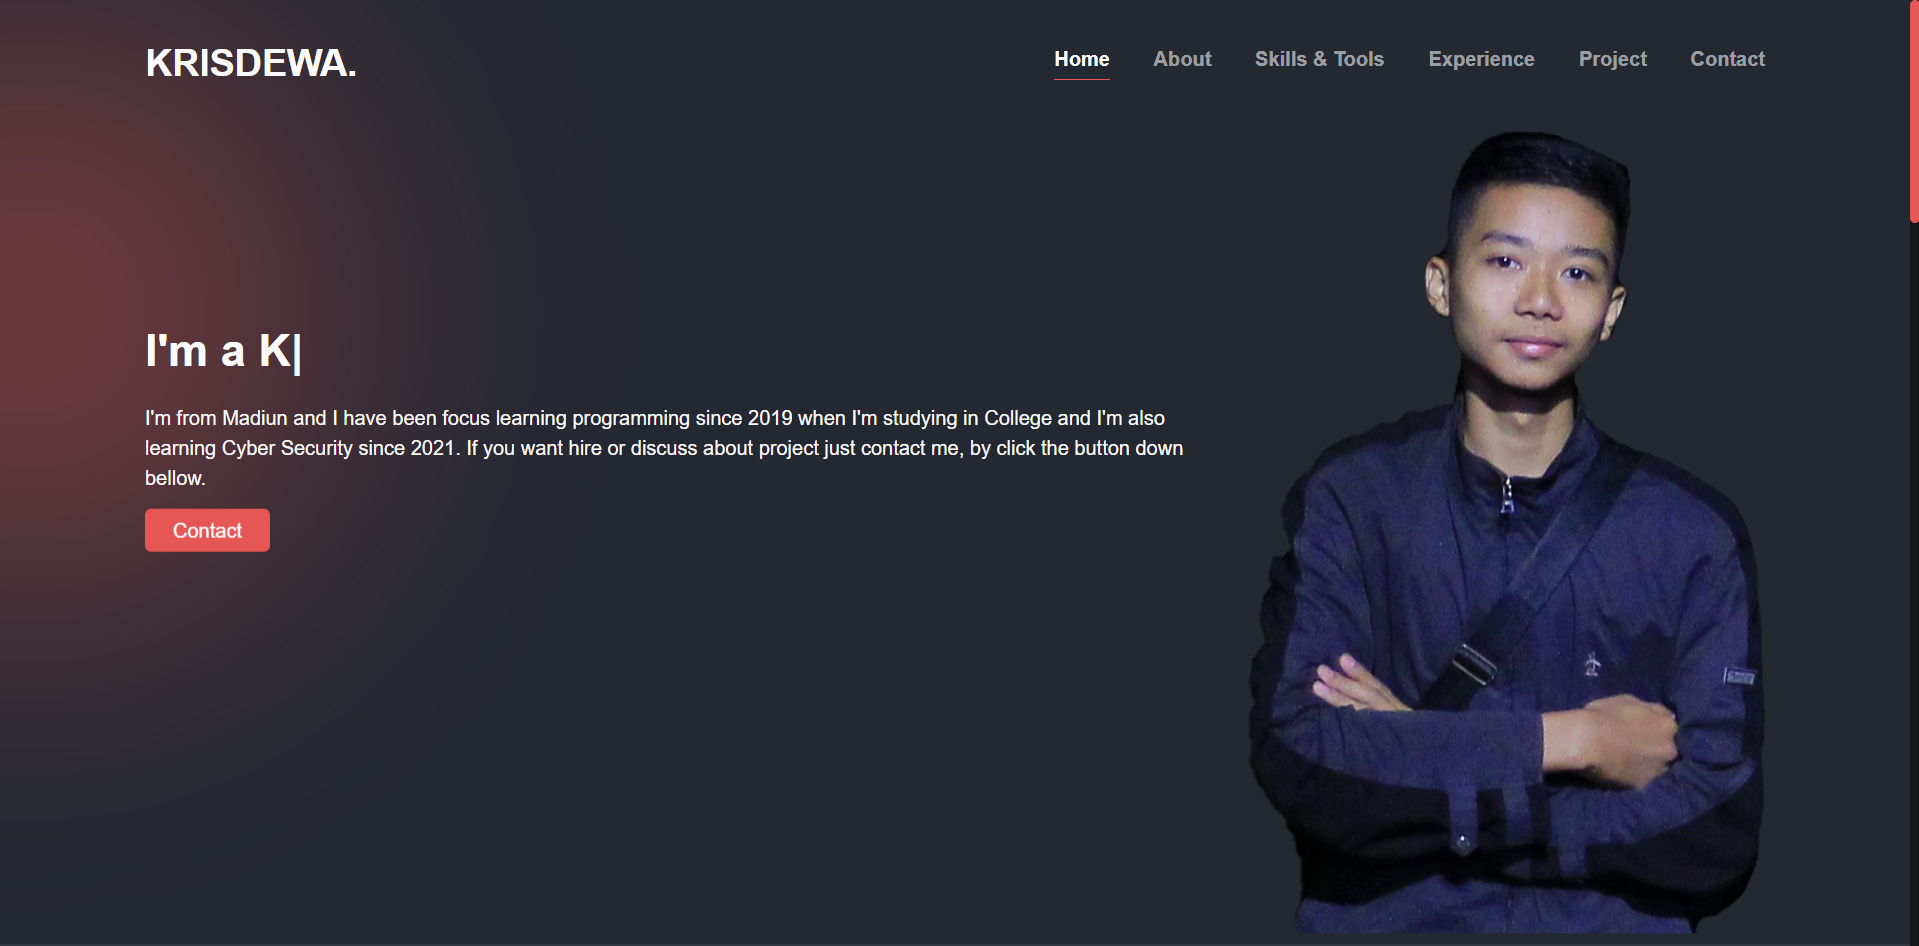 KRISDEWA.
Home About Skills & Tools Experience Project Contact
I'm a K|
I'm from Madiun and I have been focus learning programming since 2019 when I'm studying in College and I'm also
learning Cyber Security since 2021. If you want hire or discuss about project just contact me, by click the button down
bellow.
Contact